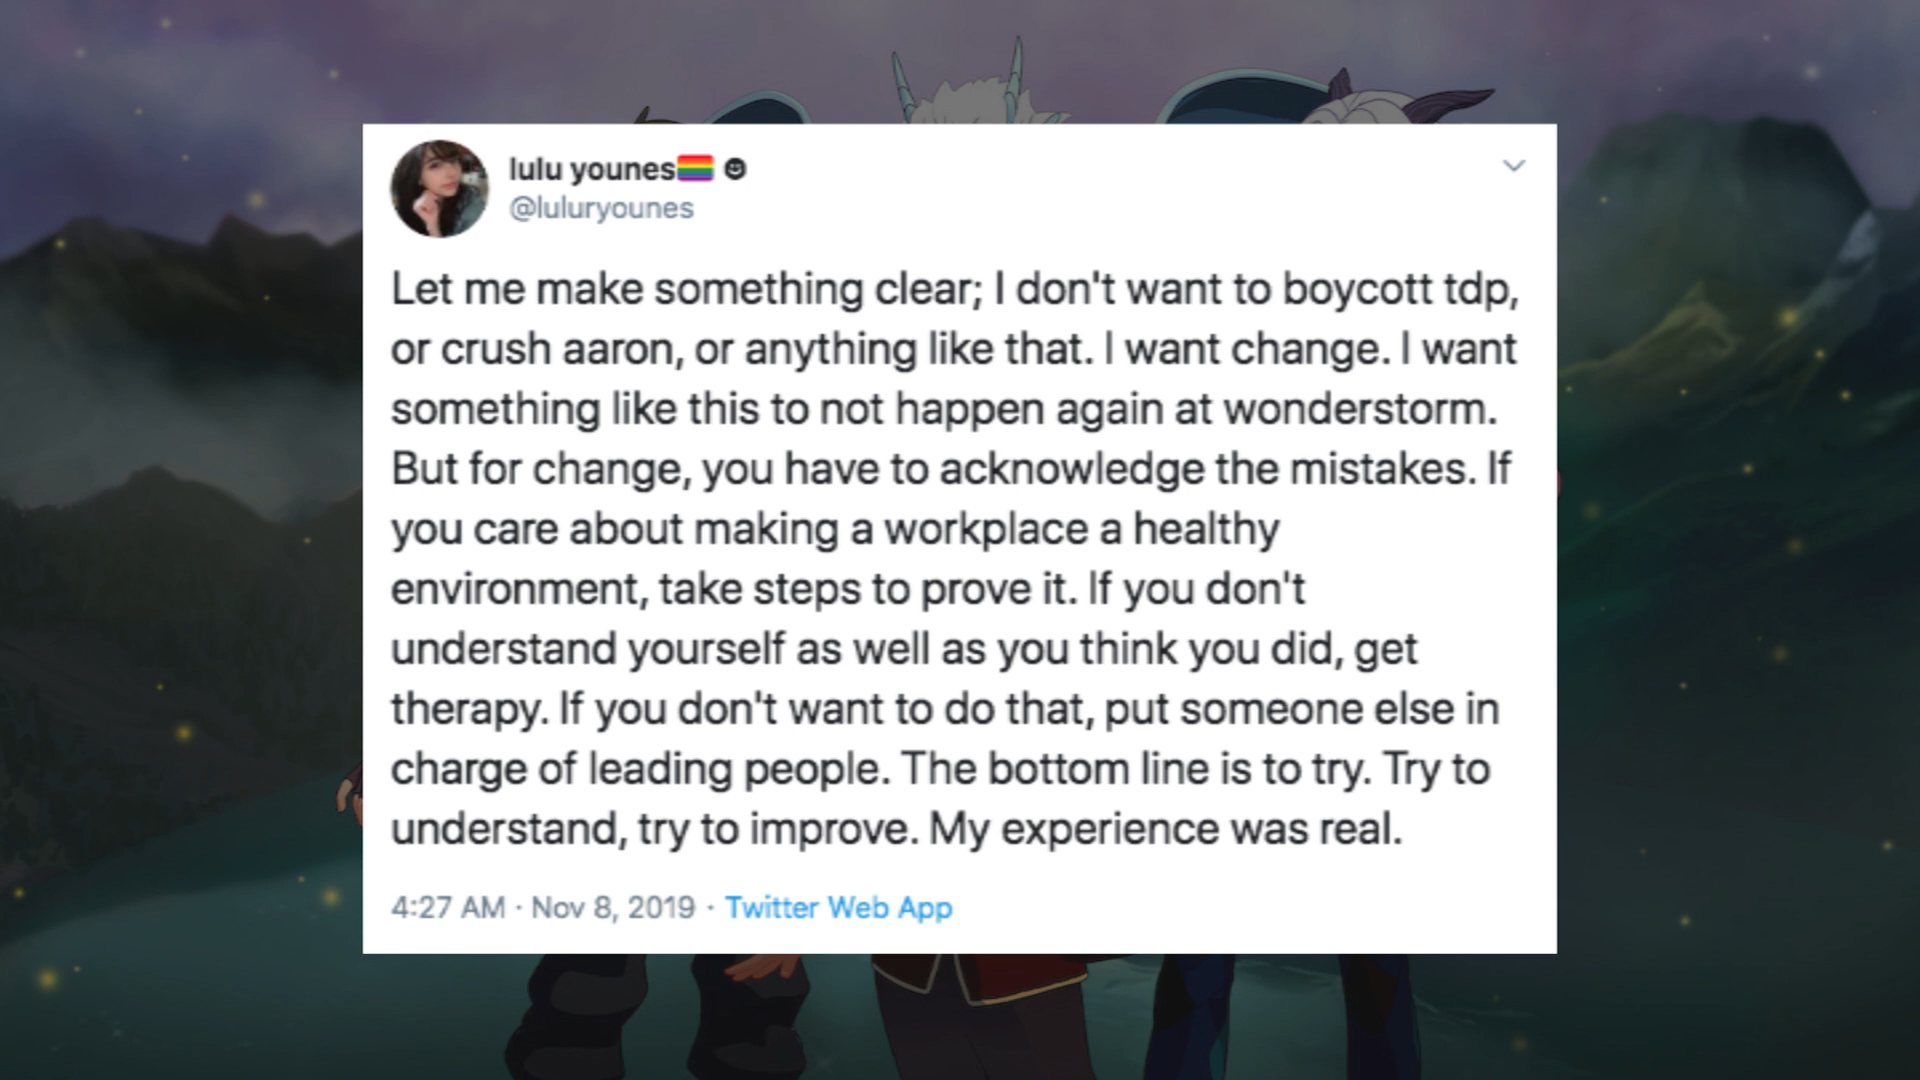 lulu younes🏳️‍🌈 ☻
@luluryounes
Let me make something clear; I don't want to boycott tdp,
or crush aaron, or anything like that. I want change. I want
something like this to not happen again at wonderstorm.
But for change, you have to acknowledge the mistakes. If
you care about making a workplace a healthy
environment, take steps to prove it. If you don't
understand yourself as well as you think you did, get
therapy. If you don't want to do that, put someone else in
charge of leading people. The bottom line is to try. Try to
understand, try to improve. My experience was real.
4:27 AM · Nov 8, 2019 · Twitter Web App